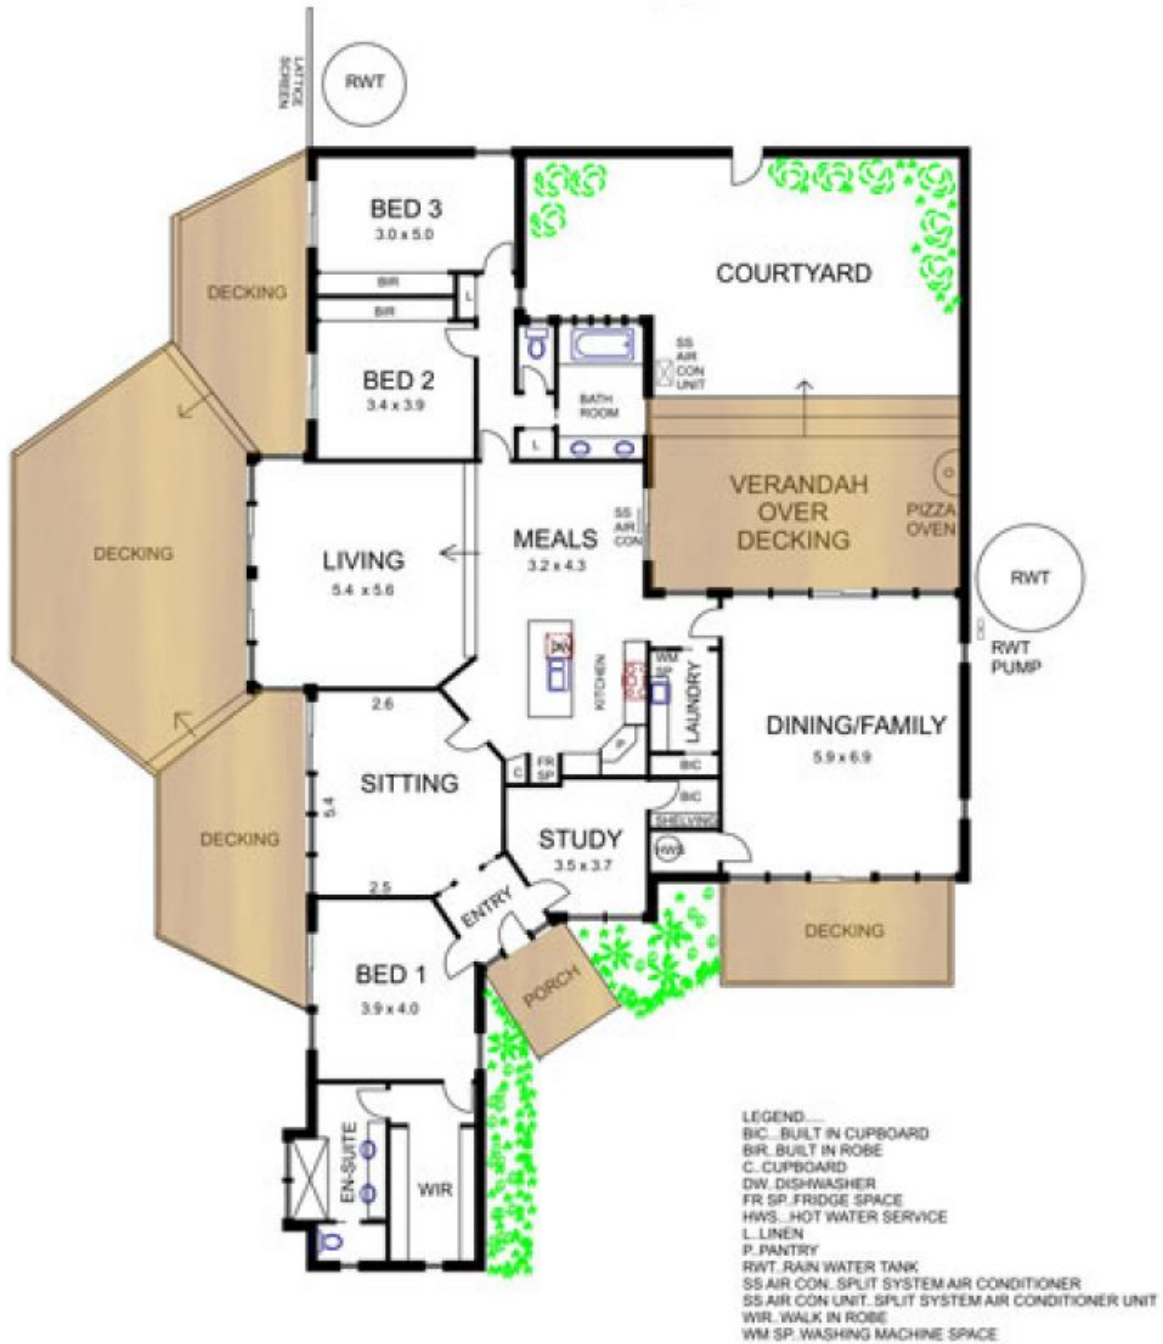 LATTICE
SCREEN
RWT
BED 3
3.0 x 5.0
BIR
BIR
L
DECKING
COURTYARD
BED 2
3.4 x 3.9
SS
AIR
CON
UNIT
BATH
ROOM
L
VERANDAH
OVER
DECKING
PIZZA
OVEN
DECKING
LIVING
5.4 x 5.6
MEALS
3.2 x 4.3
SS
AIR
CON
RWT
RWT
PUMP
DW
KITCHEN
WM
SP
LAUNDRY
P
BIC
C
FR
SP
DINING/FAMILY
5.9 x 6.9
2.6
SITTING
5.4
2.5
DECKING
STUDY
3.5 x 3.7
BIC
SHELVING
HWS
ENTRY
DECKING
BED 1
3.9 x 4.0
PORCH
EN-SUITE
WIR
LEGEND....
BIC...BUILT IN CUPBOARD
BIR..BUILT IN ROBE
C..CUPBOARD
DW..DISHWASHER
FR SP..FRIDGE SPACE
HWS...HOT WATER SERVICE
L..LINEN
P..PANTRY
RWT..RAIN WATER TANK
SS AIR CON..SPLIT SYSTEM AIR CONDITIONER
SS AIR CON UNIT..SPLIT SYSTEM AIR CONDITIONER UNIT
WIR..WALK IN ROBE
WM SP..WASHING MACHINE SPACE